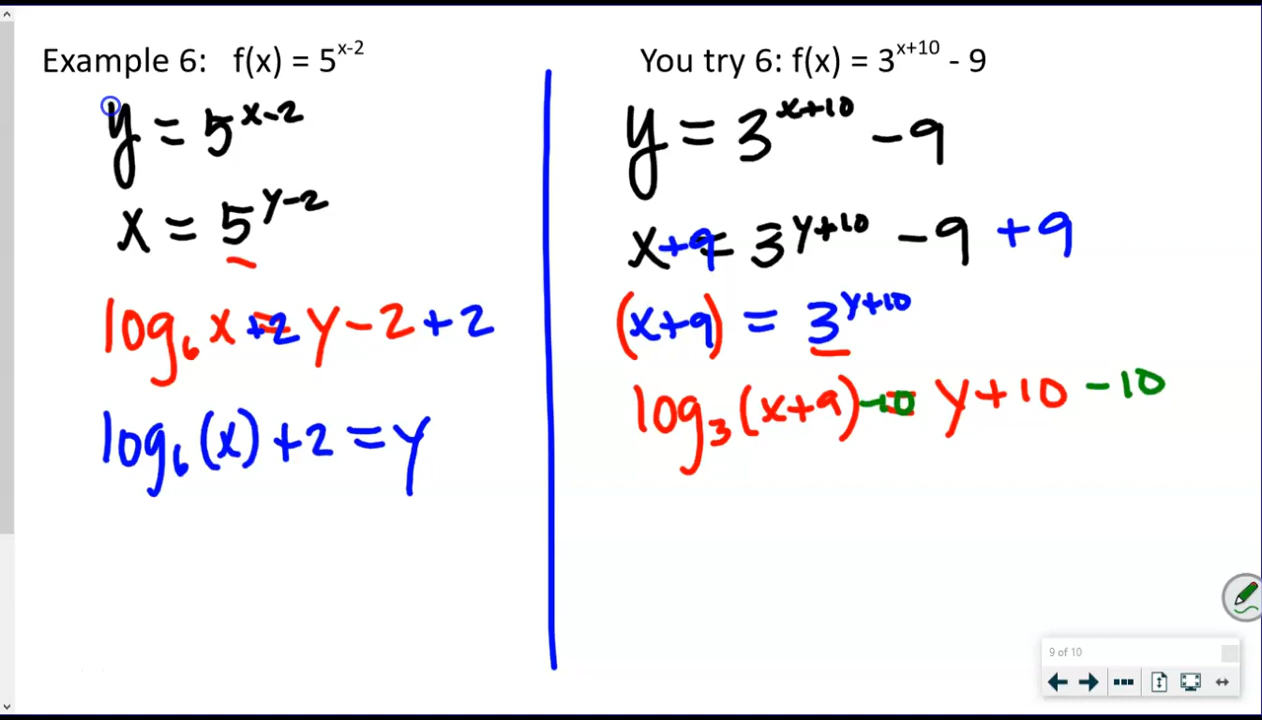 Example 6: f(x) = 5^(x-2)
y = 5^(x-2)
x = 5^(y-2)
log₆ x +2 = y - 2 + 2
log₆(x) + 2 = y
You try 6: f(x) = 3^(x+10) - 9
y = 3^(x+10) - 9
x +9 = 3^(y+10) - 9 + 9
(x+9) = 3^(y+10)
log₃(x+9) -10 = y + 10 - 10
9 of 10